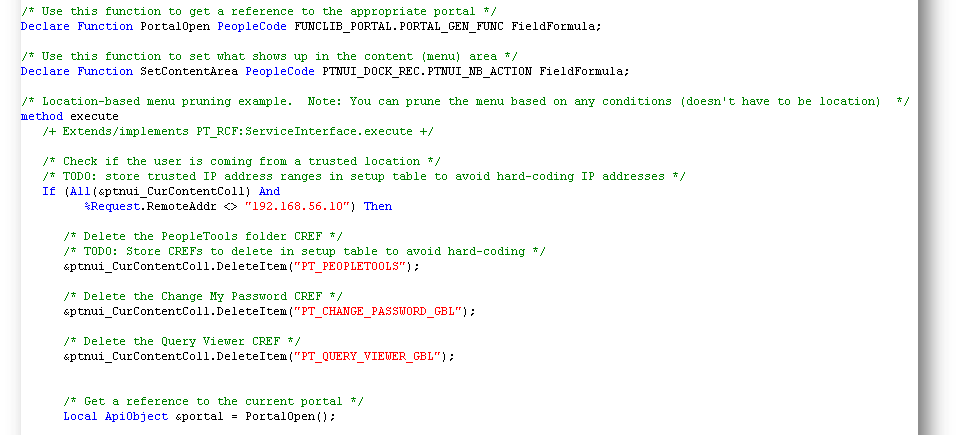 /* Use this function to get a reference to the appropriate portal */
Declare Function PortalOpen PeopleCode FUNCLIB_PORTAL.PORTAL_GEN_FUNC FieldFormula;
/* Use this function to set what shows up in the content (menu) area */
Declare Function SetContentArea PeopleCode PTNUI_DOCK_REC.PTNUI_NB_ACTION FieldFormula;
/* Location-based menu pruning example.  Note: You can prune the menu based on any conditions (doesn't have to be location)  */
method execute
/+ Extends/implements PT_RCF:ServiceInterface.execute +/
/* Check if the user is coming from a trusted location */
/* TODO: store trusted IP address ranges in setup table to avoid hard-coding IP addresses */
If (All(&ptnui_CurContentColl) And
%Request.RemoteAddr <> "192.168.56.10") Then
/* Delete the PeopleTools folder CREF */
/* TODO: Store CREFs to delete in setup table to avoid hard-coding */
&ptnui_CurContentColl.DeleteItem("PT_PEOPLETOOLS");
/* Delete the Change My Password CREF */
&ptnui_CurContentColl.DeleteItem("PT_CHANGE_PASSWORD_GBL");
/* Delete the Query Viewer CREF */
&ptnui_CurContentColl.DeleteItem("PT_QUERY_VIEWER_GBL");
/* Get a reference to the current portal */
Local ApiObject &portal = PortalOpen();